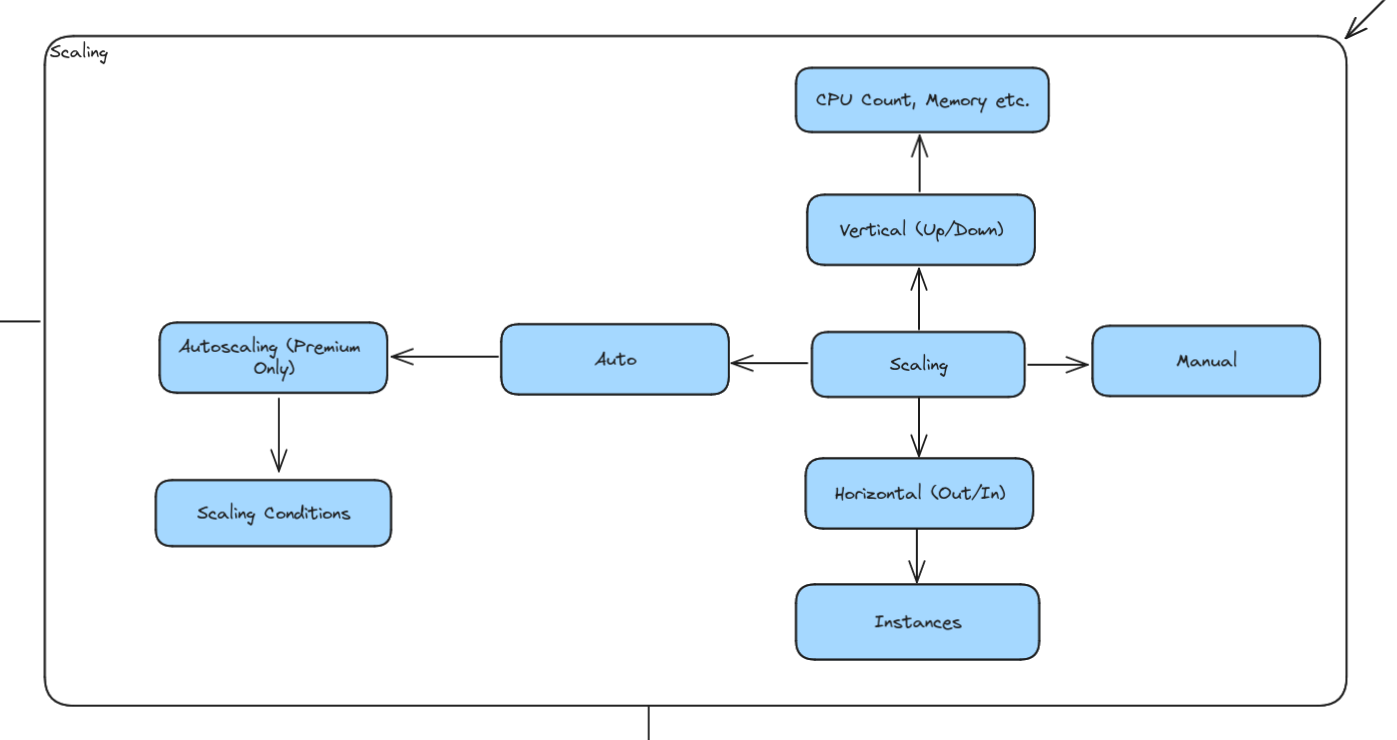 Scaling
CPU Count, Memory etc.
Vertical (Up/Down)
Autoscaling (Premium
Only)
Auto
Scaling
Manual
Horizontal (Out/In)
Scaling Conditions
Instances